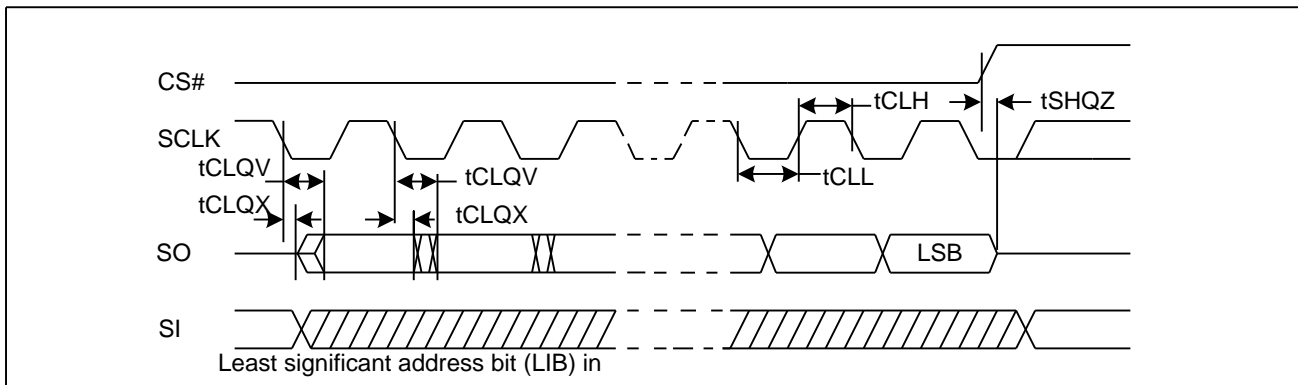 CS#
tCLH
tSHQZ
SCLK
tCLQV
tCLQV
tCLL
tCLQX
tCLQX
SO
LSB
SI
Least significant address bit (LIB) in